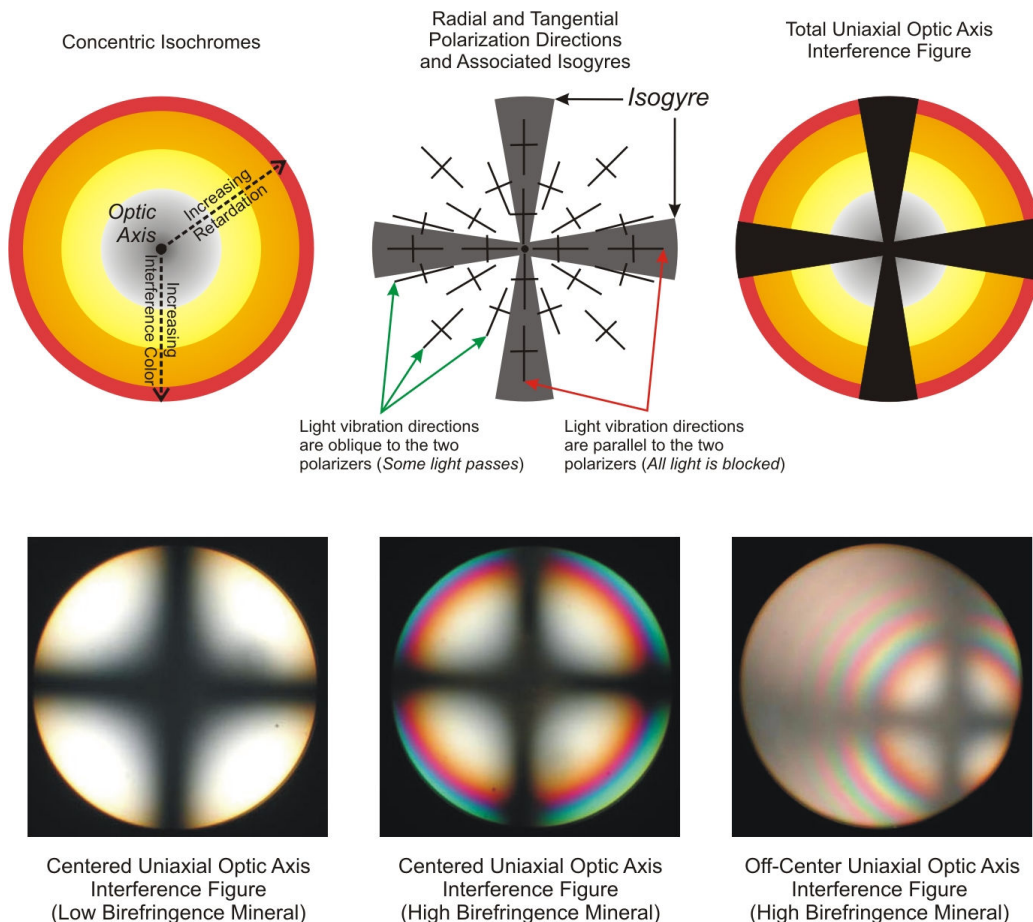 Concentric Isochromes
Radial and Tangential
Polarization Directions
and Associated Isogyres
Total Uniaxial Optic Axis
Interference Figure
Isogyre
Optic
Axis
Increasing
Retardation
Increasing
Interference Color
Light vibration directions
are oblique to the two
polarizers (Some light passes)
Light vibration directions
are parallel to the two
polarizers (All light is blocked)
Centered Uniaxial Optic Axis
Interference Figure
(Low Birefringence Mineral)
Centered Uniaxial Optic Axis
Interference Figure
(High Birefringence Mineral)
Off-Center Uniaxial Optic Axis
Interference Figure
(High Birefringence Mineral)